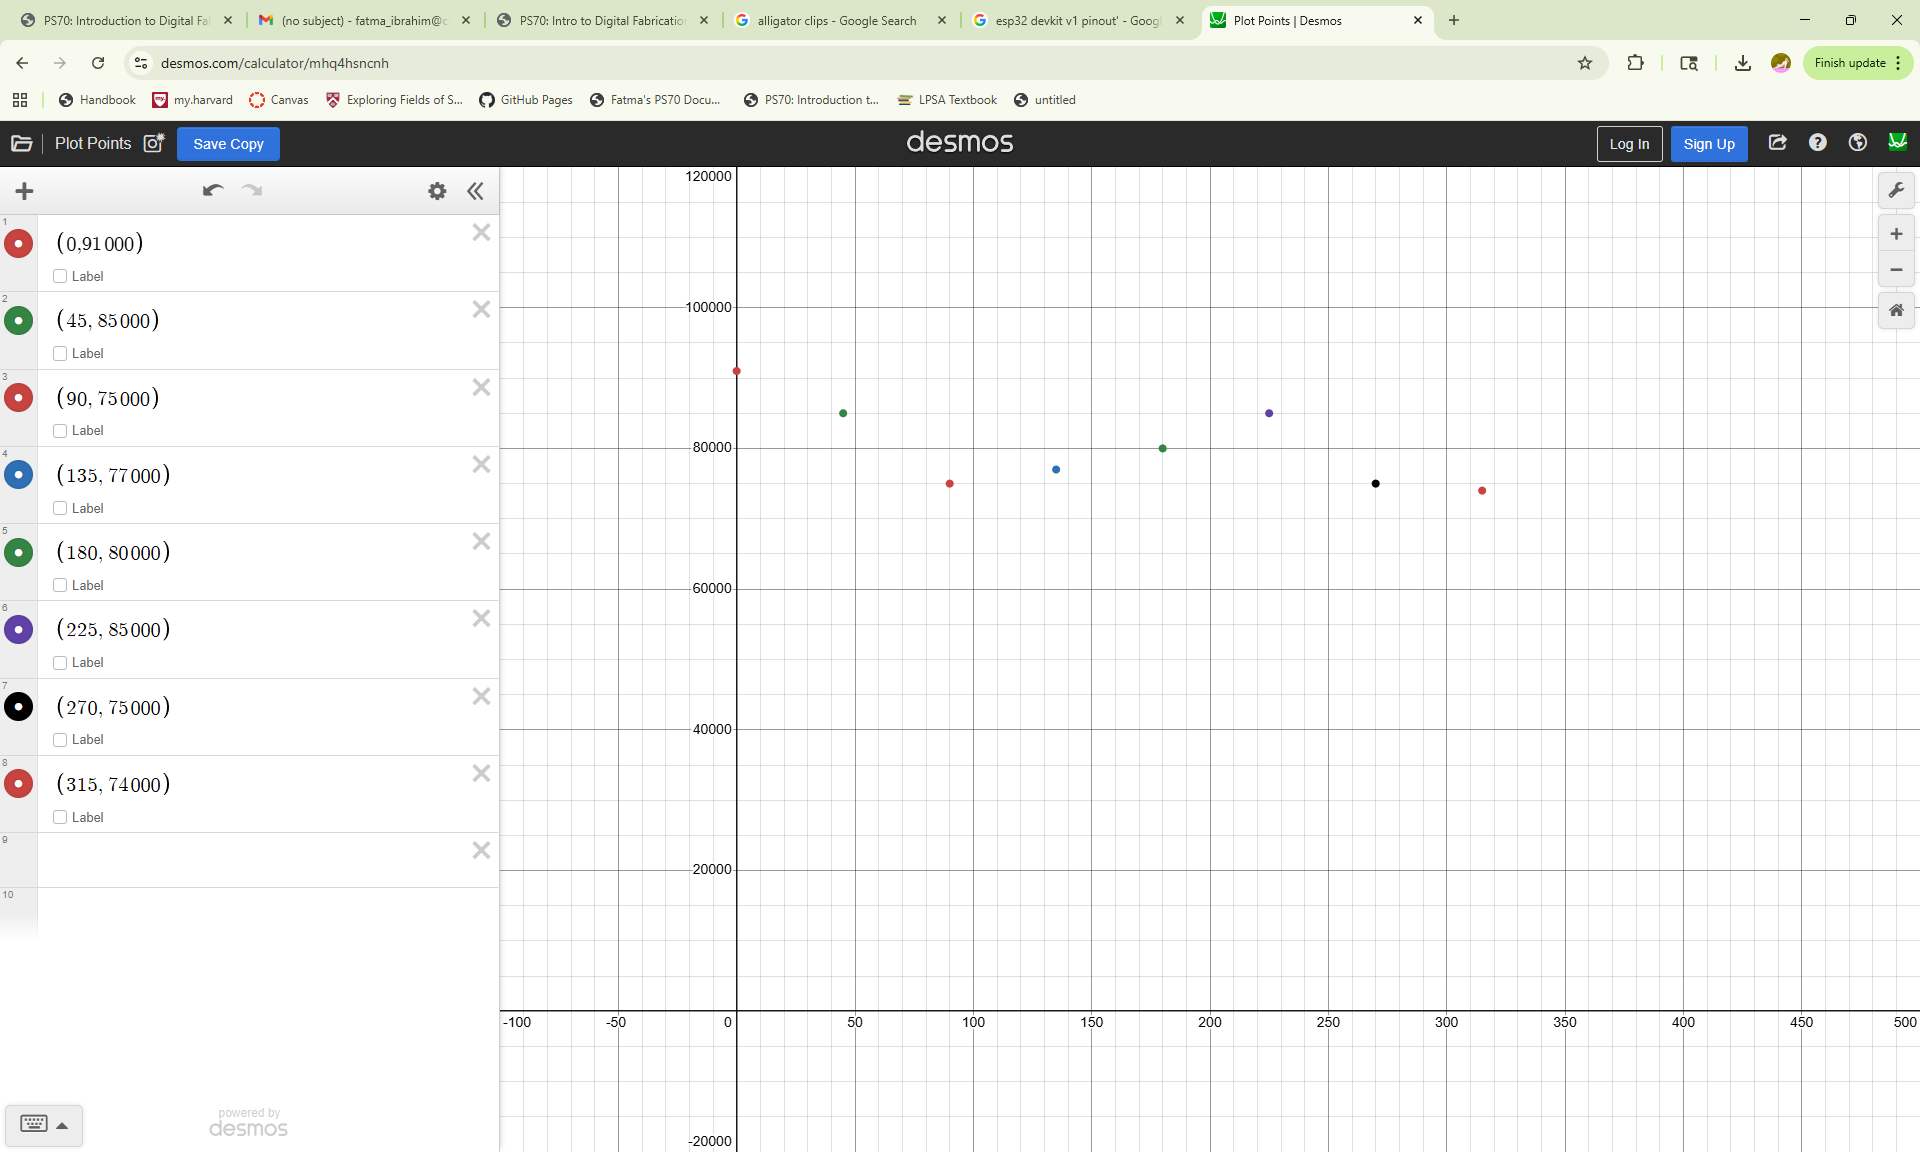 PS70: Introduction to Digital Fa
(no subject) - fatma_ibrahim@c
PS70: Intro to Digital Fabricatio
alligator clips - Google Search
esp32 devkit v1 pinout' - Goog
Plot Points | Desmos
desmos.com/calculator/mhq4hsncnh
Finish update
Handbook
my.harvard
Canvas
Exploring Fields of S...
GitHub Pages
Fatma's PS70 Docu...
PS70: Introduction t...
LPSA Textbook
untitled
Plot Points
Save Copy
desmos
Log In
Sign Up
1
(0,91000)
Label
2
(45, 85000)
Label
3
(90, 75000)
Label
4
(135, 77000)
Label
5
(180, 80000)
Label
6
(225, 85000)
Label
7
(270, 75000)
Label
8
(315, 74000)
Label
9
10
powered by
desmos
120000
100000
80000
60000
40000
20000
-100 -50 0 50 100 150 200 250 300 350 400 450 500
-20000